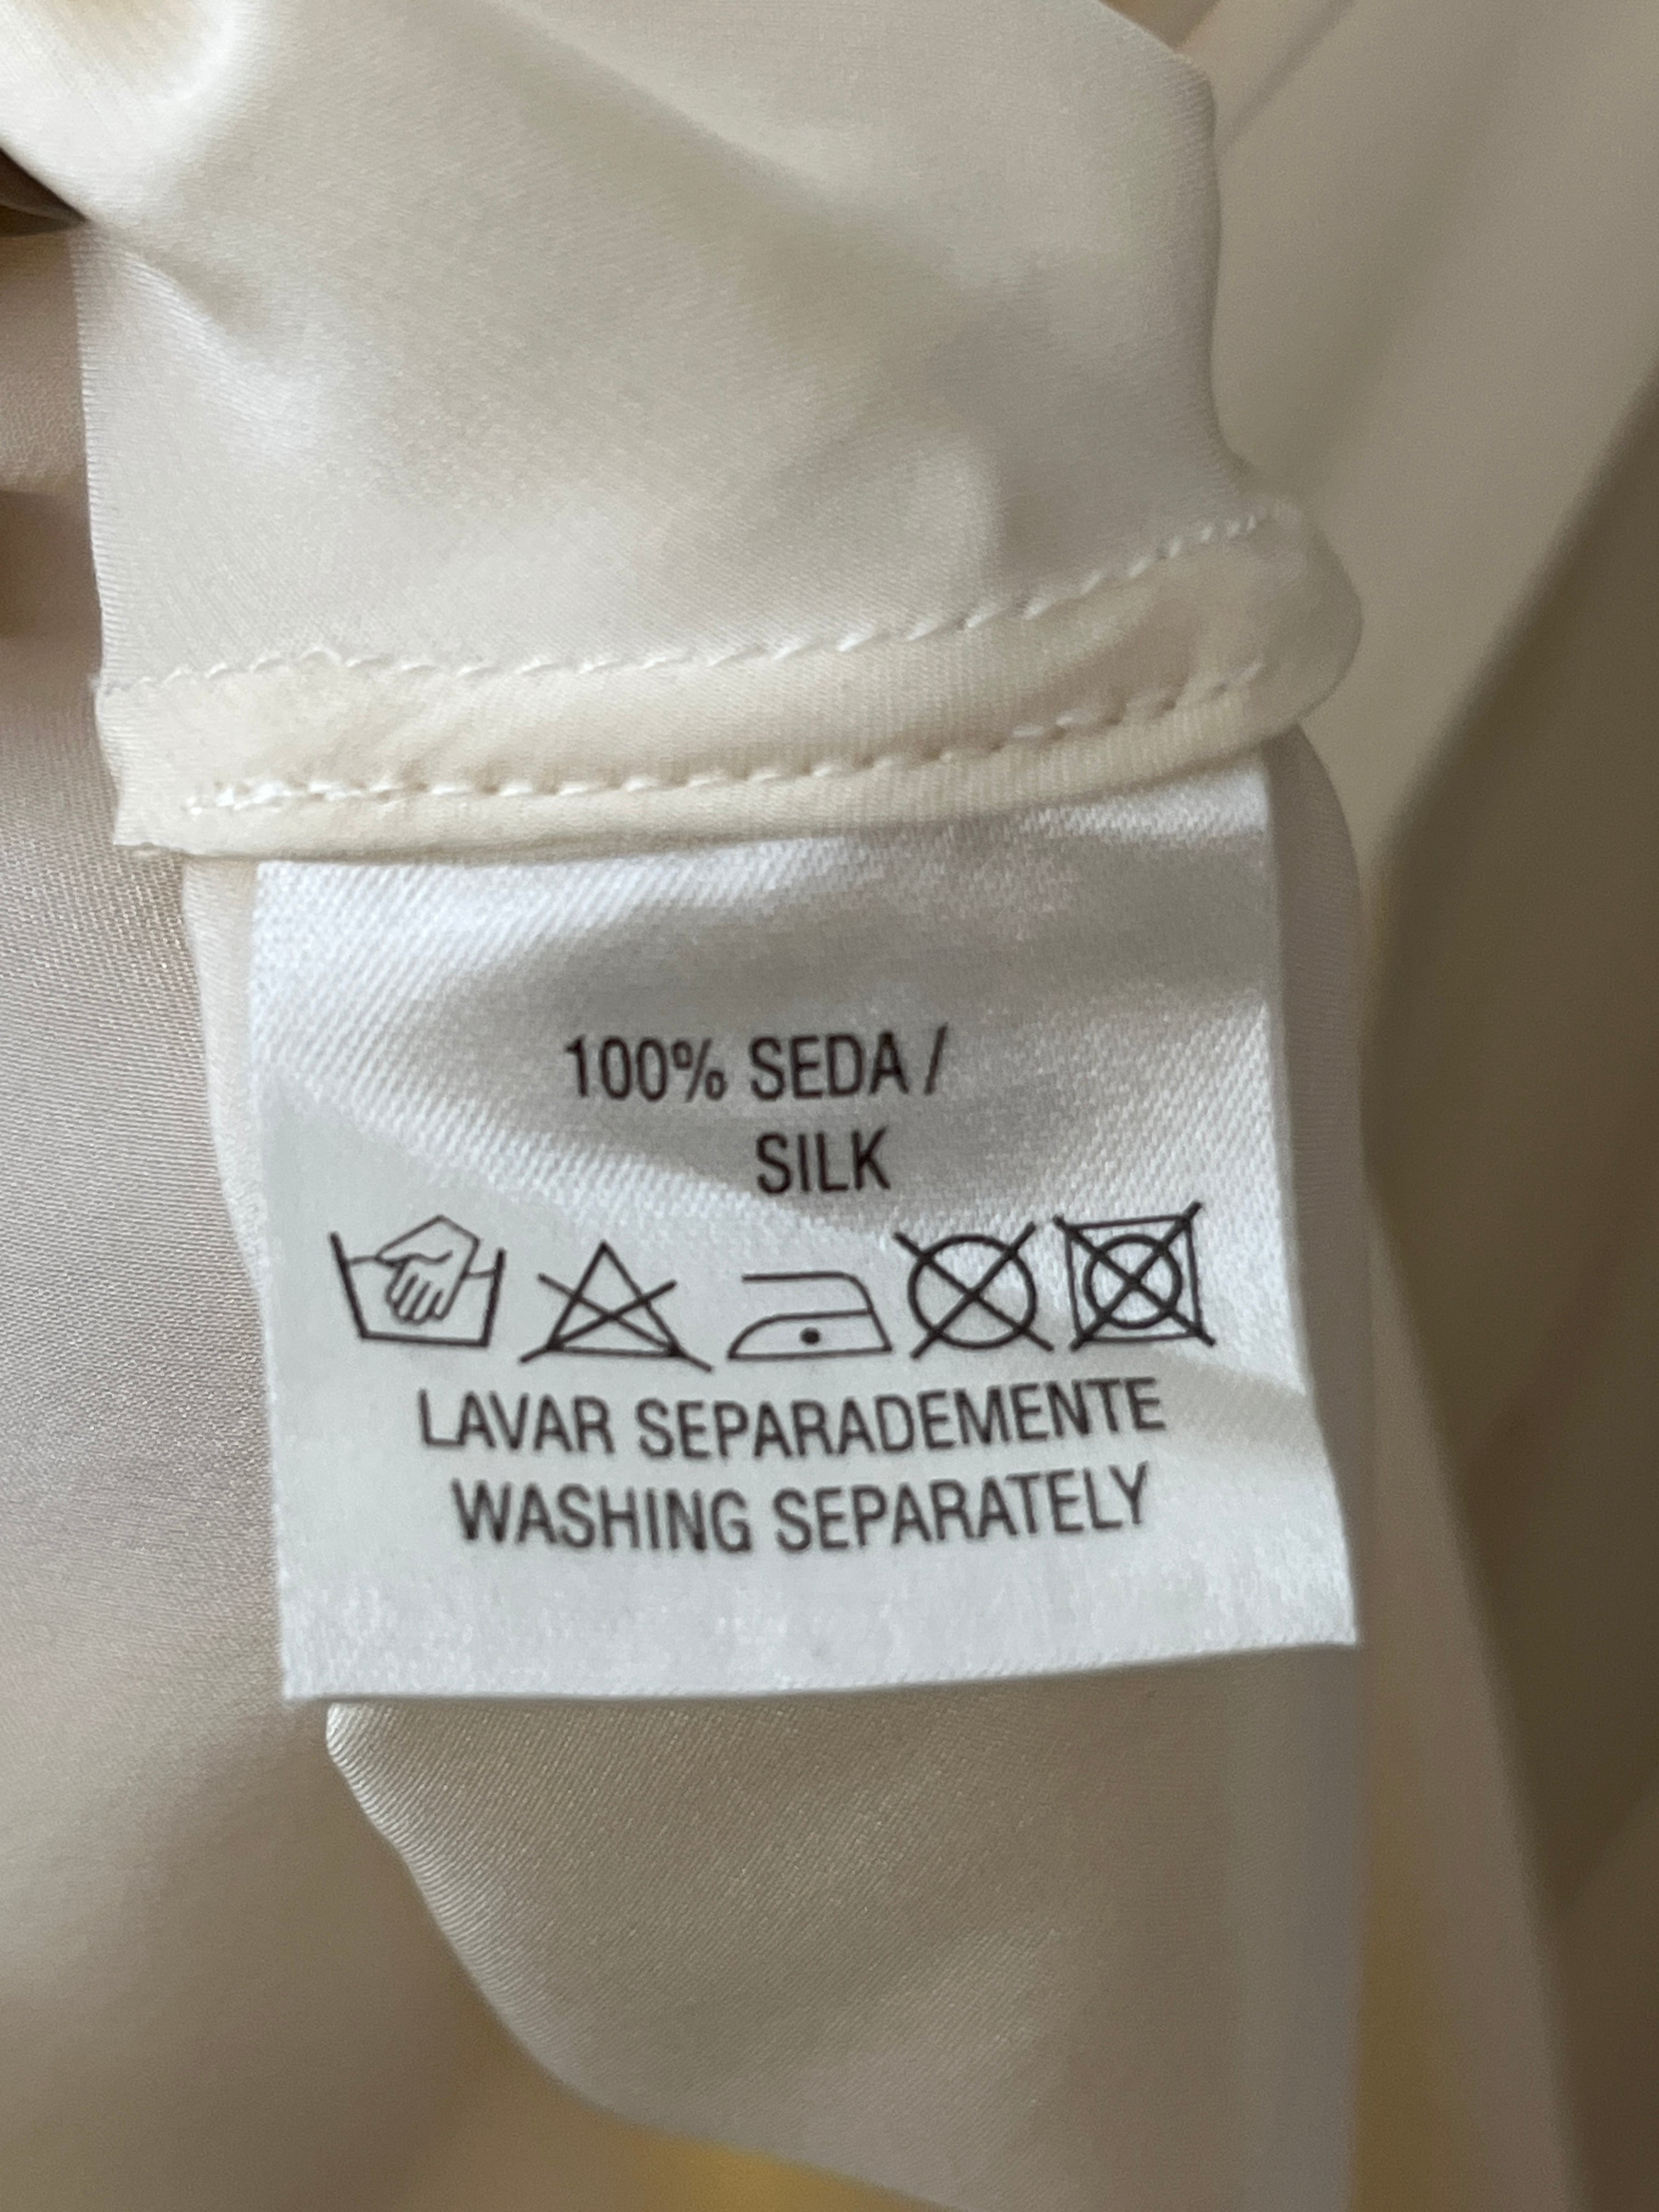 100% SEDA /
SILK
LAVAR SEPARADEMENTE
WASHING SEPARATELY